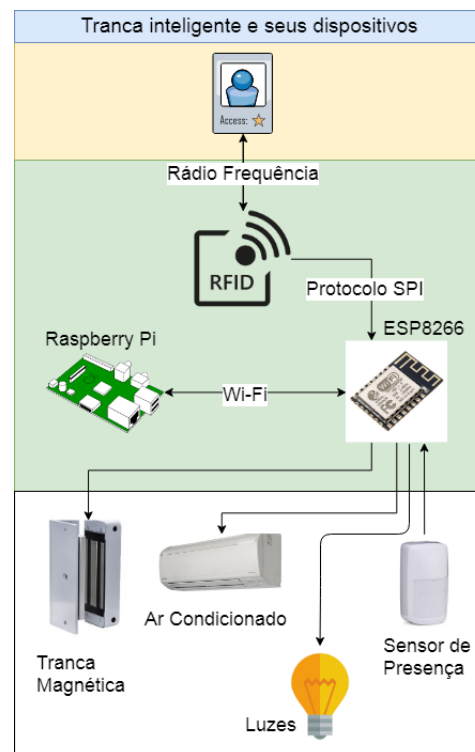 Tranca inteligente e seus dispositivos
Access:
Rádio Frequência
RFID
Protocolo SPI
ESP8266
Raspberry Pi
Wi-Fi
Ar Condicionado
Tranca
Magnética
Sensor de
Presença
Luzes